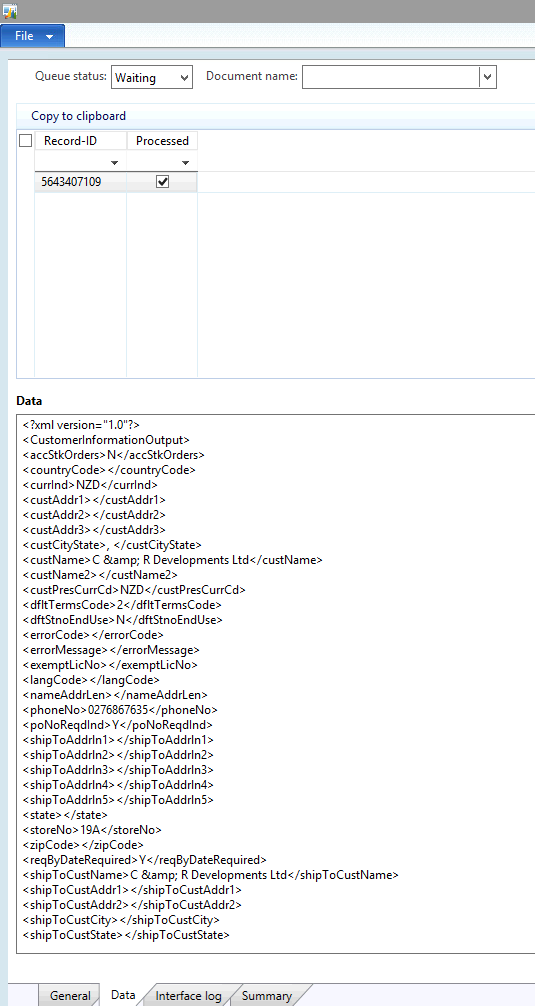 File
Queue status: Waiting Document name:
Copy to clipboard
Record-ID Processed
5643407109
Data
<?xml version="1.0"?>
<CustomerInformationOutput>
<accStkOrders>N</accStkOrders>
<countryCode></countryCode>
<currInd>NZD</currInd>
<custAddr1></custAddr1>
<custAddr2></custAddr2>
<custAddr3></custAddr3>
<custCityState>, </custCityState>
<custName>C &amp; R Developments Ltd</custName>
<custName2></custName2>
<custPresCurrCd>NZD</custPresCurrCd>
<dfltTermsCode>2</dfltTermsCode>
<dftStnoEndUse>N</dftStnoEndUse>
<errorCode></errorCode>
<errorMessage></errorMessage>
<exemptLicNo></exemptLicNo>
<langCode></langCode>
<nameAddrLen></nameAddrLen>
<phoneNo>0276867635</phoneNo>
<poNoReqdInd>Y</poNoReqdInd>
<shipToAddrln1></shipToAddrln1>
<shipToAddrln2></shipToAddrln2>
<shipToAddrln3></shipToAddrln3>
<shipToAddrln4></shipToAddrln4>
<shipToAddrln5></shipToAddrln5>
<state></state>
<storeNo>19A</storeNo>
<zipCode></zipCode>
<reqByDateRequired>Y</reqByDateRequired>
<shipToCustName>C &amp; R Developments Ltd</shipToCustName>
<shipToCustAddr1></shipToCustAddr1>
<shipToCustAddr2></shipToCustAddr2>
<shipToCustCity></shipToCustCity>
<shipToCustState></shipToCustState>
General Data Interface log Summary